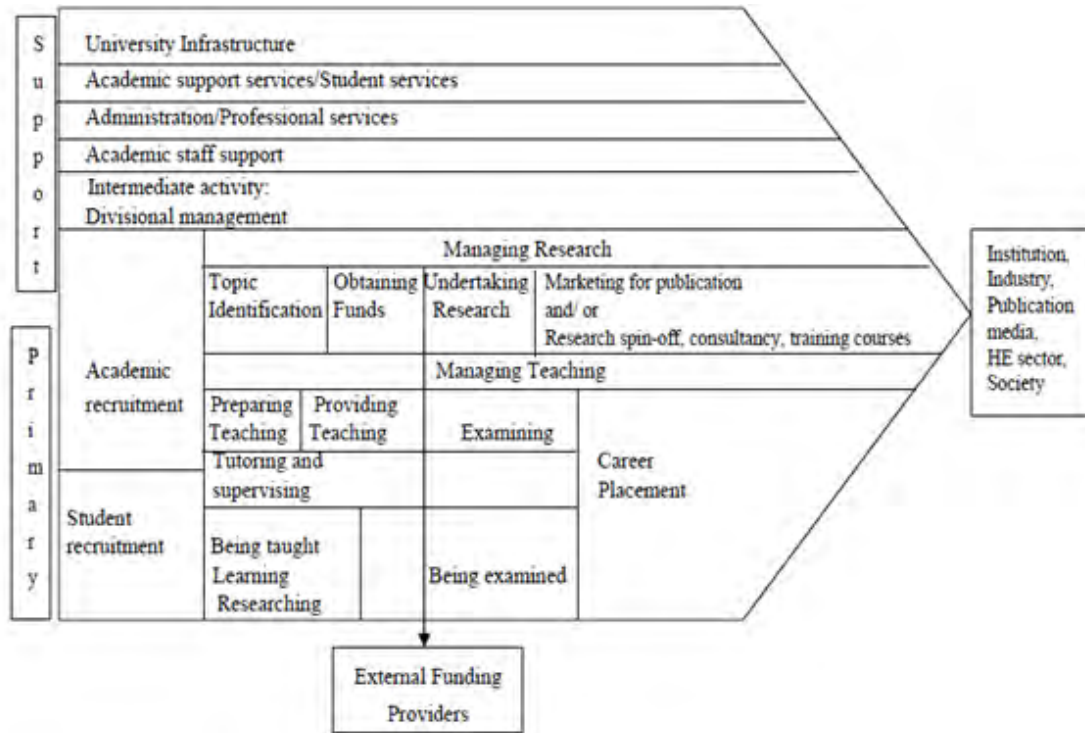 Support
University Infrastructure
Academic support services/Student services
Administration/Professional services
Academic staff support
Intermediate activity:
Divisional management
primary
Academic
recruitment
Student
recruitment
Managing Research
Topic
Identification
Obtaining
Funds
Undertaking
Research
Marketing for publication
and/ or
Research spin-off, consultancy, training courses
Managing Teaching
Preparing
Teaching
Providing
Teaching
Examining
Tutoring and
supervising
Being taught
Learning
Researching
Being examined
Career
Placement
Institution,
Industry,
Publication
media,
HE sector,
Society
External Funding
Providers